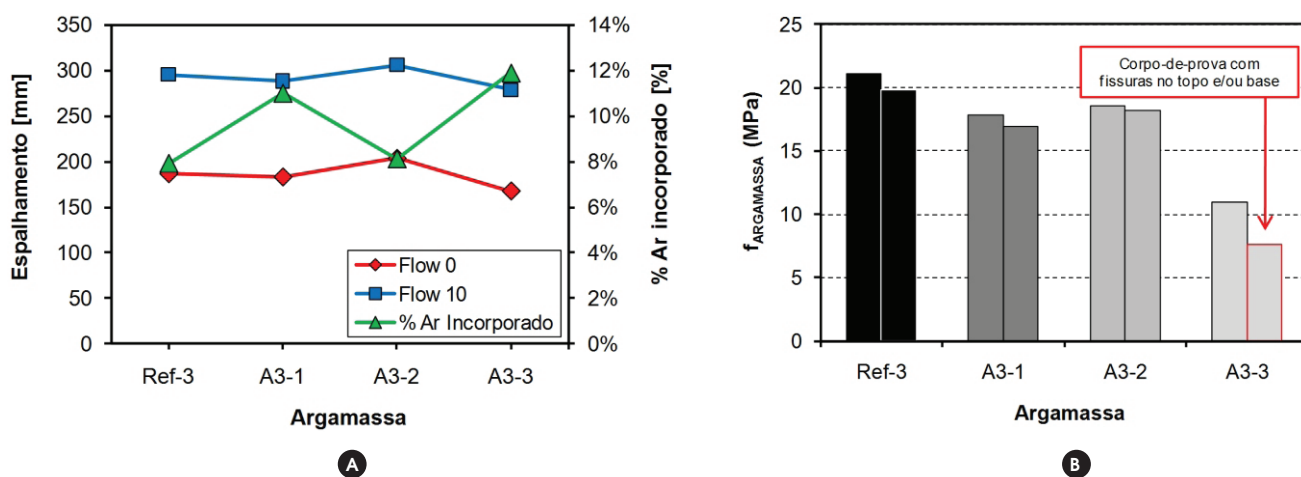 350
300
250
200
150
100
50
0
Espalhamento [mm]
14%
12%
10%
8%
6%
4%
2%
0%
% Ar incorporado [%]
Flow 0
Flow 10
% Ar Incorporado
Ref-3 A3-1 A3-2 A3-3
Argamassa
A
25
20
15
10
5
0
fARGAMASSA (MPa)
Corpo-de-prova com
fissuras no topo e/ou base
Ref-3 A3-1 A3-2 A3-3
Argamassa
B